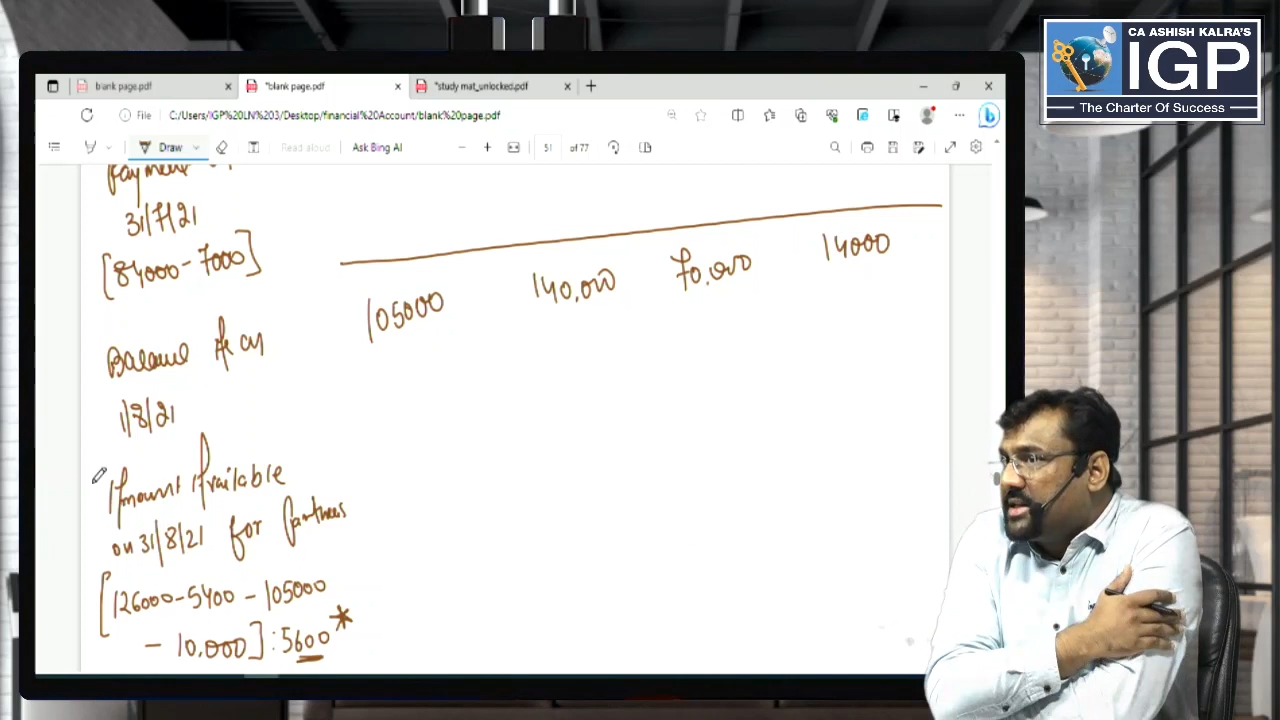 CA ASHISH KALRA'S
IGP
The Charter Of Success
blank page.pdf
*blank page.pdf
*study mat_unlocked.pdf
File
C:/Users/IGP%20LN%203/Desktop/financial%20Account/blank%20page.pdf
Draw
Read aloud
Ask Bing AI
51
of 77
Payment
31/7/21
[84000-7000]
105000
140,000
70,000
14000
Balance
1/8/21
Amount Available
on 31/8/21 for Partners
[126000-5400-105000
-10,000]:5600*